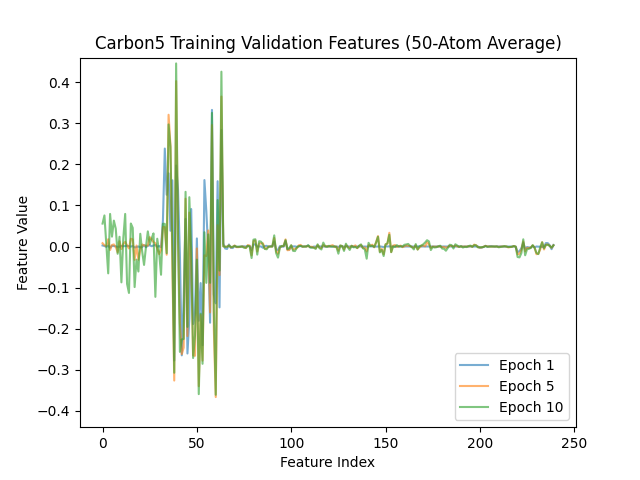 Carbon5 Training Validation Features (50-Atom Average)
Feature Value
0.4
0.3
0.2
0.1
0.0
−0.1
−0.2
−0.3
−0.4
Epoch 1
Epoch 5
Epoch 10
0 50 100 150 200 250
Feature Index